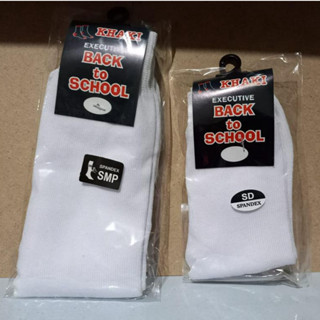 KHAKI
EXECUTIVE
BACK
to
SCHOOL
SPANDEX
SMP
KHAKI
EXECUTIVE
BACK
to
SCHOOL
SD
SPANDEX